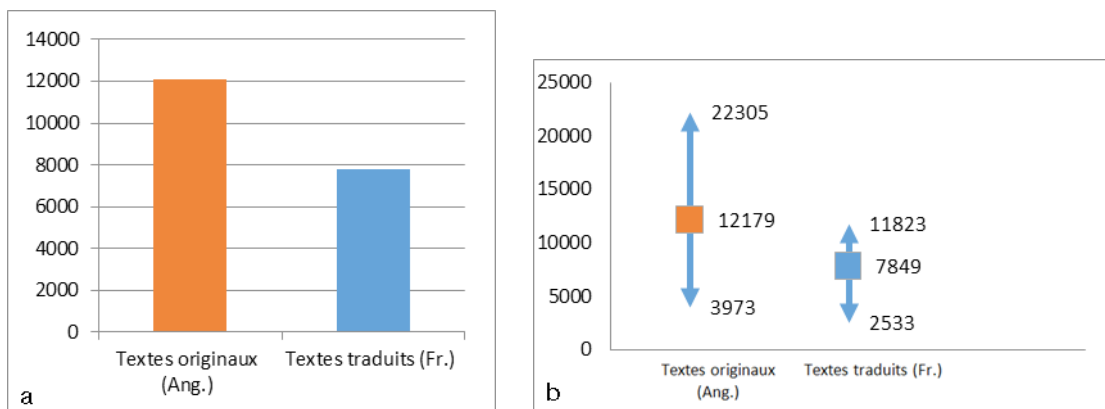 14000
12000
10000
8000
6000
4000
2000
0
Textes originaux
(Ang.)
Textes traduits (Fr.)
a
25000
20000
15000
10000
5000
0
22305
12179
3973
11823
7849
2533
Textes originaux
(Ang.)
Textes traduits (Fr.)
b